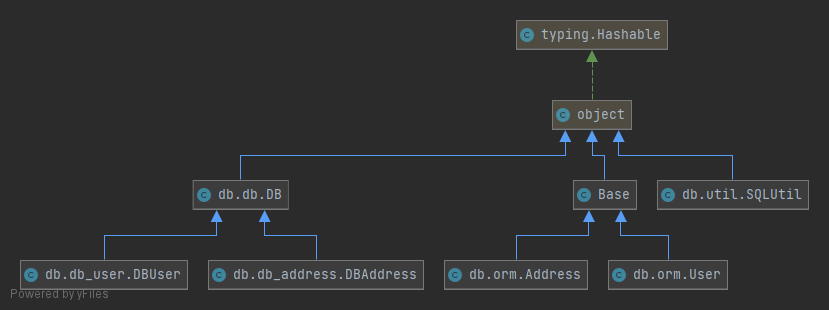 typing.Hashable
object
db.db.DB
Base
db.util.SQLUtil
db.db_user.DBUser
db.db_address.DBAddress
db.orm.Address
db.orm.User
Powered by yFiles